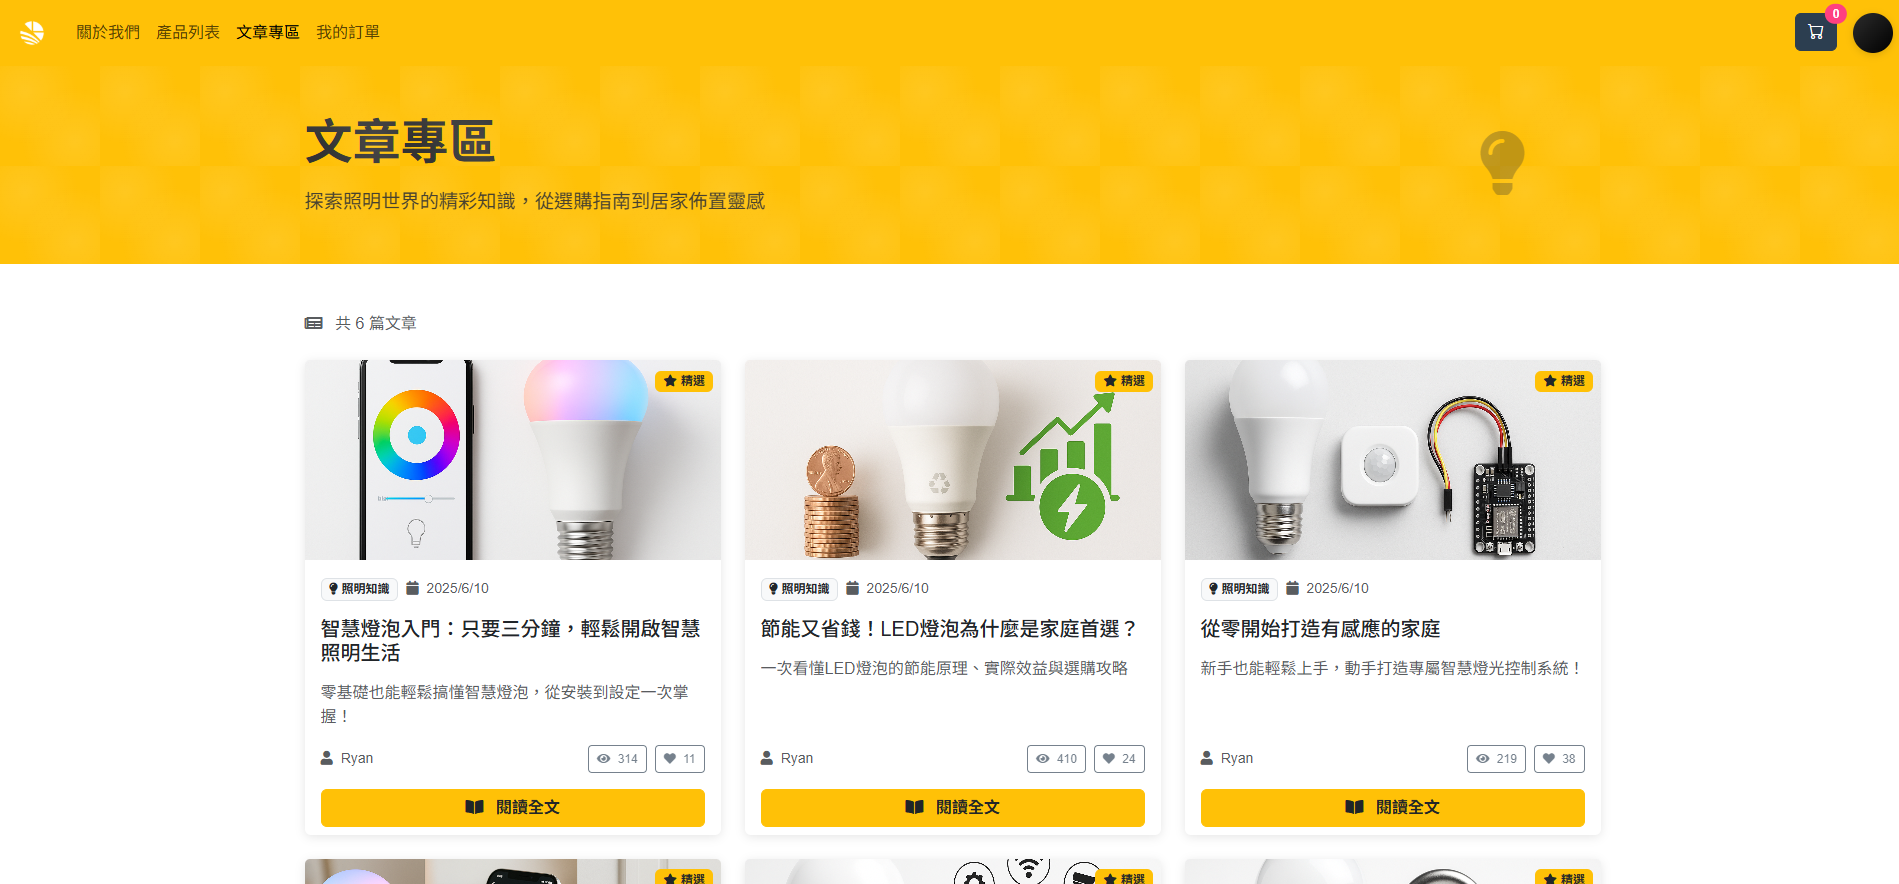 關於我們 產品列表 文章專區 我的訂單
0
文章專區
探索照明世界的精彩知識，從選購指南到居家佈置靈感
共 6 篇文章
精選
照明知識 2025/6/10
智慧燈泡入門：只要三分鐘，輕鬆開啟智慧
照明生活
零基礎也能輕鬆搞懂智慧燈泡，從安裝到設定一次掌
握！
Ryan 314 11
閱讀全文
精選
照明知識 2025/6/10
節能又省錢！LED燈泡為什麼是家庭首選？
一次看懂LED燈泡的節能原理、實際效益與選購攻略
Ryan 410 24
閱讀全文
精選
照明知識 2025/6/10
從零開始打造有感應的家庭
新手也能輕鬆上手，動手打造專屬智慧燈光控制系統！
Ryan 219 38
閱讀全文
精選
精選
精選